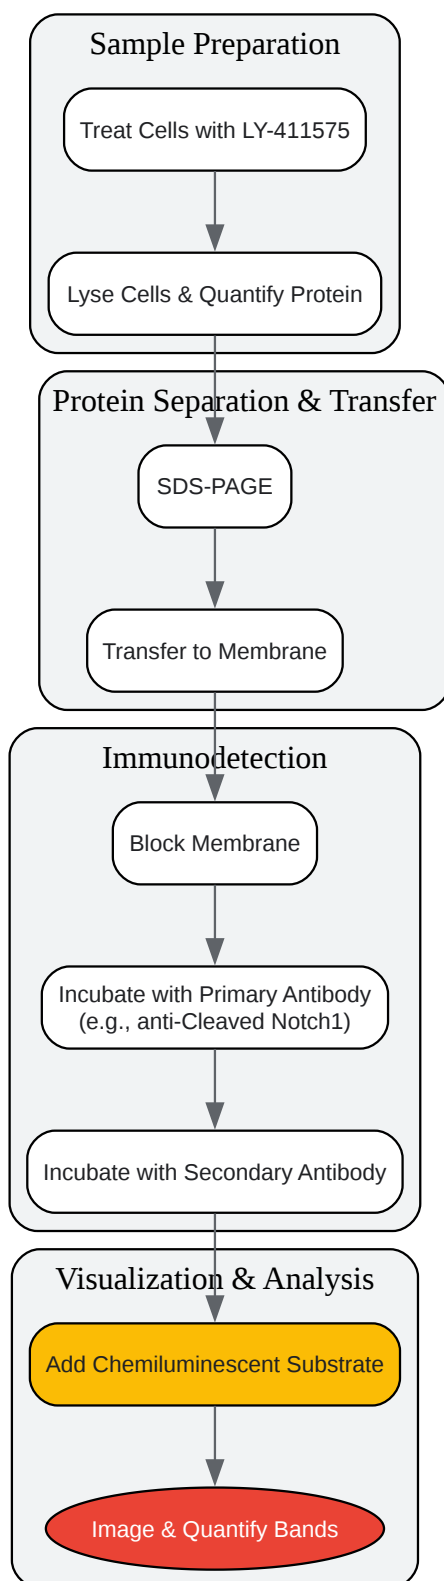 Sample Preparation
Treat Cells with LY-411575
Lyse Cells & Quantify Protein
Protein Separation & Transfer
SDS-PAGE
Transfer to Membrane
Immunodetection
Block Membrane
Incubate with Primary Antibody
(e.g., anti-Cleaved Notch1)
Incubate with Secondary Antibody
Visualization & Analysis
Add Chemiluminescent Substrate
Image & Quantify Bands